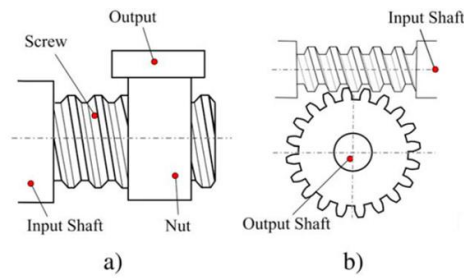 Output
Screw
Input Shaft
Nut
a)
Input Shaft
Output Shaft
b)